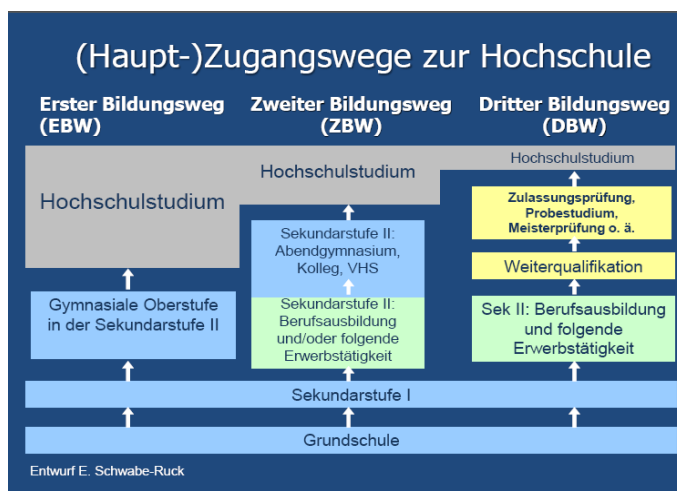 (Haupt-)Zugangswege zur Hochschule
Erster Bildungsweg
(EBW)
Zweiter Bildungsweg
(ZBW)
Dritter Bildungsweg
(DBW)
Hochschulstudium
Hochschulstudium
Hochschulstudium
Gymnasiale Oberstufe
in der Sekundarstufe II
Sekundarstufe II:
Abendgymnasium,
Kolleg, VHS
Sekundarstufe II:
Berufsausbildung
und/oder folgende
Erwerbstätigkeit
Zulassungsprüfung,
Probestudium,
Meisterprüfung o. ä.
Weiterqualifikation
Sek II: Berufsausbildung
und folgende
Erwerbstätigkeit
Sekundarstufe I
Grundschule
Entwurf E. Schwabe-Ruck